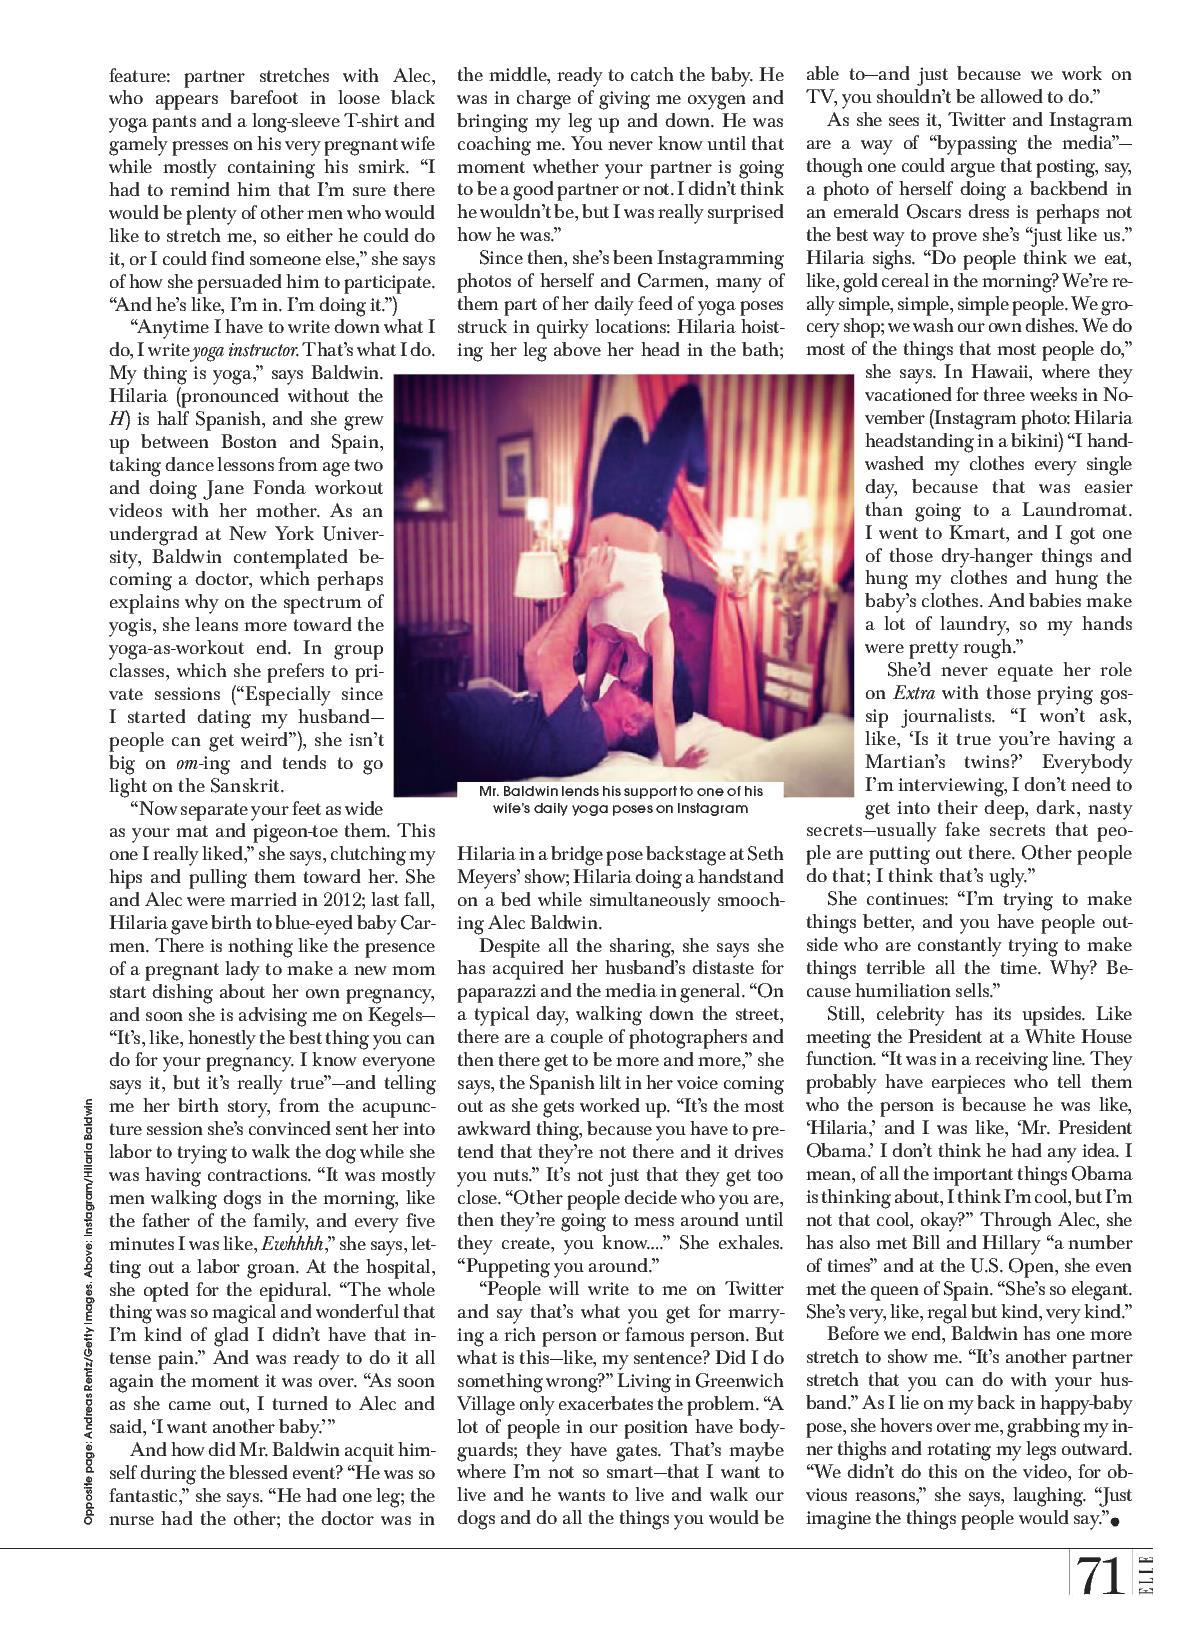 feature: partner stretches with Alec,
who appears barefoot in loose black
yoga pants and a long-sleeve T-shirt and
gamely presses on his very pregnant wife
while mostly containing his smirk. “I
had to remind him that I’m sure there
would be plenty of other men who would
like to stretch me, so either he could do
it, or I could find someone else,” she says
of how she persuaded him to participate.
“And he’s like, I’m in. I’m doing it.”)
“Anytime I have to write down what I
do, I write yoga instructor. That’s what I do.
My thing is yoga,” says Baldwin.
Hilaria (pronounced without the
H) is half Spanish, and she grew
up between Boston and Spain,
taking dance lessons from age two
and doing Jane Fonda workout
videos with her mother. As an
undergrad at New York Univer-
sity, Baldwin contemplated be-
coming a doctor, which perhaps
explains why on the spectrum of
yogis, she leans more toward the
yoga-as-workout end. In group
classes, which she prefers to pri-
vate sessions (“Especially since
I started dating my husband—
people can get weird”), she isn’t
big on om-ing and tends to go
light on the Sanskrit.
“Now separate your feet as wide
as your mat and pigeon-toe them. This
one I really liked,” she says, clutching my
hips and pulling them toward her. She
and Alec were married in 2012; last fall,
Hilaria gave birth to blue-eyed baby Car-
men. There is nothing like the presence
of a pregnant lady to make a new mom
start dishing about her own pregnancy,
and soon she is advising me on Kegels—
“It’s, like, honestly the best thing you can
do for your pregnancy. I know everyone
says it, but it’s really true”—and telling
me her birth story, from the acupunc-
ture session she’s convinced sent her into
labor to trying to walk the dog while she
was having contractions. “It was mostly
men walking dogs in the morning, like
the father of the family, and every five
minutes I was like, Ewhhhh,” she says, let-
ting out a labor groan. At the hospital,
she opted for the epidural. “The whole
thing was so magical and wonderful that
I’m kind of glad I didn’t have that in-
tense pain.” And was ready to do it all
again the moment it was over. “As soon
as she came out, I turned to Alec and
said, ‘I want another baby.’”
And how did Mr. Baldwin acquit him-
self during the blessed event? “He was so
fantastic,” she says. “He had one leg; the
nurse had the other; the doctor was in
the middle, ready to catch the baby. He
was in charge of giving me oxygen and
bringing my leg up and down. He was
coaching me. You never know until that
moment whether your partner is going
to be a good partner or not. I didn’t think
he wouldn’t be, but I was really surprised
how he was.”
Since then, she’s been Instagramming
photos of herself and Carmen, many of
them part of her daily feed of yoga poses
struck in quirky locations: Hilaria hoist-
ing her leg above her head in the bath;
Mr. Baldwin lends his support to one of his
wife’s daily yoga poses on Instagram
Hilaria in a bridge pose backstage at Seth
Meyers’ show; Hilaria doing a handstand
on a bed while simultaneously smooch-
ing Alec Baldwin.
Despite all the sharing, she says she
has acquired her husband’s distaste for
paparazzi and the media in general. “On
a typical day, walking down the street,
there are a couple of photographers and
then there get to be more and more,” she
says, the Spanish lilt in her voice coming
out as she gets worked up. “It’s the most
awkward thing, because you have to pre-
tend that they’re not there and it drives
you nuts.” It’s not just that they get too
close. “Other people decide who you are,
then they’re going to mess around until
they create, you know....” She exhales.
“Puppeting you around.”
“People will write to me on Twitter
and say that’s what you get for marry-
ing a rich person or famous person. But
what is this—like, my sentence? Did I do
something wrong?” Living in Greenwich
Village only exacerbates the problem. “A
lot of people in our position have body-
guards; they have gates. That’s maybe
where I’m not so smart—that I want to
live and he wants to live and walk our
dogs and do all the things you would be
able to—and just because we work on
TV, you shouldn’t be allowed to do.”
As she sees it, Twitter and Instagram
are a way of “bypassing the media”—
though one could argue that posting, say,
a photo of herself doing a backbend in
an emerald Oscars dress is perhaps not
the best way to prove she’s “just like us.”
Hilaria sighs. “Do people think we eat,
like, gold cereal in the morning? We’re re-
ally simple, simple, simple people. We gro-
cery shop; we wash our own dishes. We do
most of the things that most people do,”
she says. In Hawaii, where they
vacationed for three weeks in No-
vember (Instagram photo: Hilaria
headstanding in a bikini) “I hand-
washed my clothes every single
day, because that was easier
than going to a Laundromat.
I went to Kmart, and I got one
of those dry-hanger things and
hung my clothes and hung the
baby’s clothes. And babies make
a lot of laundry, so my hands
were pretty rough.”
She’d never equate her role
on Extra with those prying gos-
sip journalists. “I won’t ask,
like, ‘Is it true you’re having a
Martian’s twins?’ Everybody
I’m interviewing, I don’t need to
get into their deep, dark, nasty
secrets—usually fake secrets that peo-
ple are putting out there. Other people
do that; I think that’s ugly.”
She continues: “I’m trying to make
things better, and you have people out-
side who are constantly trying to make
things terrible all the time. Why? Be-
cause humiliation sells.”
Still, celebrity has its upsides. Like
meeting the President at a White House
function. “It was in a receiving line. They
probably have earpieces who tell them
who the person is because he was like,
‘Hilaria,’ and I was like, ‘Mr. President
Obama.’ I don’t think he had any idea. I
mean, of all the important things Obama
is thinking about, I think I’m cool, but I’m
not that cool, okay?” Through Alec, she
has also met Bill and Hillary “a number
of times” and at the U.S. Open, she even
met the queen of Spain. “She’s so elegant.
She’s very, like, regal but kind, very kind.”
Before we end, Baldwin has one more
stretch to show me. “It’s another partner
stretch that you can do with your hus-
band.” As I lie on my back in happy-baby
pose, she hovers over me, grabbing my in-
ner thighs and rotating my legs outward.
“We didn’t do this on the video, for ob-
vious reasons,” she says, laughing. “Just
imagine the things people would say.”●
Opposite page: Andreas Rentz/Getty Images. Above: Instagram/Hilaria Baldwin
71
ELLE